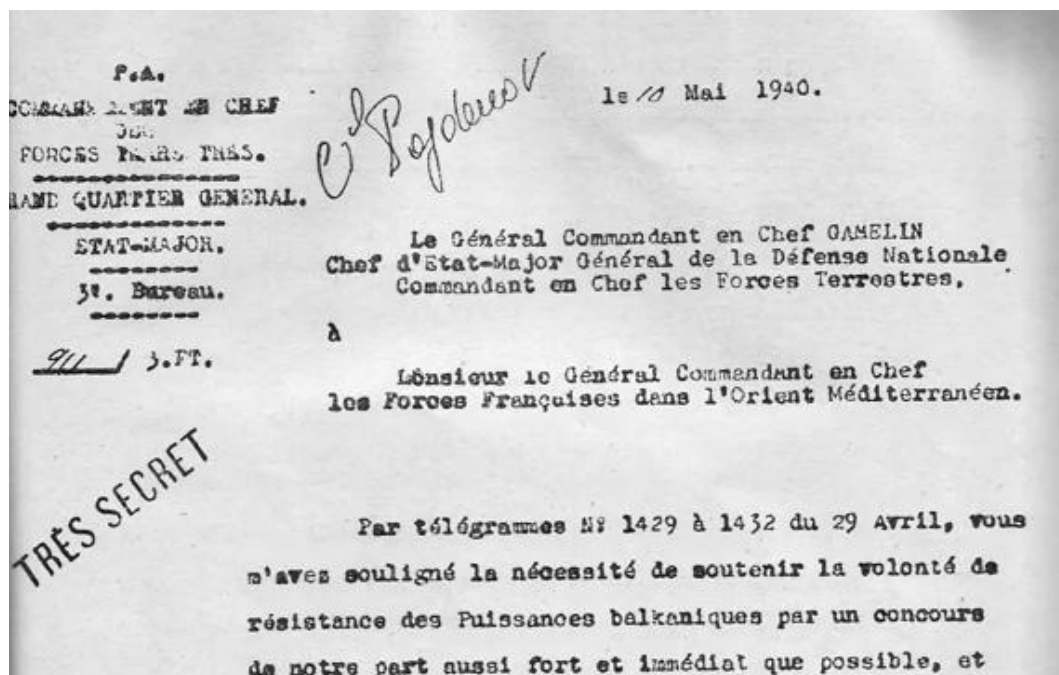 P.A.
EN CHEF
FORCES
QUARTIER GENERAL.
ETAT-MAJOR.
3e. Bureau.
911 / 3.FT.
le 10 Mai 1940.
Le Général Commandant en Chef GAMELIN
Chef d'Etat-Major Général de la Défense Nationale
Commandant en Chef les Forces Terrestres,
à
Monsieur le Général Commandant en Chef
les Forces Françaises dans l'Orient Méditerranéen.
TRÈS SECRET
Par télégrammes N° 1429 à 1432 du 29 Avril, vous
m'avez souligné la nécessité de soutenir la volonté de
résistance des Puissances balkaniques par un concours
de notre part aussi fort et immédiat que possible, et